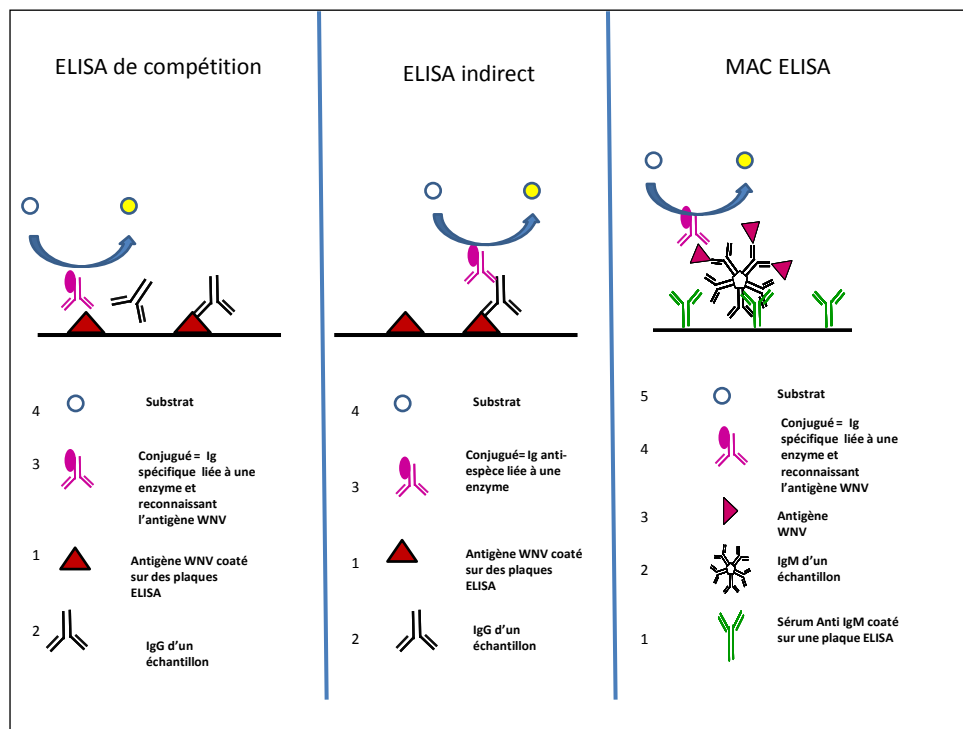 ELISA de compétition
4
Substrat
3
Conjugué = Ig
spécifique liée à une
enzyme et
reconnaissant
l'antigène WNV
1
Antigène WNV coaté
sur des plaques
ELISA
2
IgG d'un
échantillon
ELISA indirect
4
Substrat
3
Conjugué= Ig anti-
espèce liée à une
enzyme
1
Antigène WNV coaté
sur des plaques
ELISA
2
IgG d'un
échantillon
MAC ELISA
5
Substrat
4
Conjugué = Ig
spécifique liée à une
enzyme et
reconnaissant
l'antigène WNV
3
Antigène
WNV
2
IgM d'un
échantillon
1
Sérum Anti IgM coaté
sur une plaque ELISA